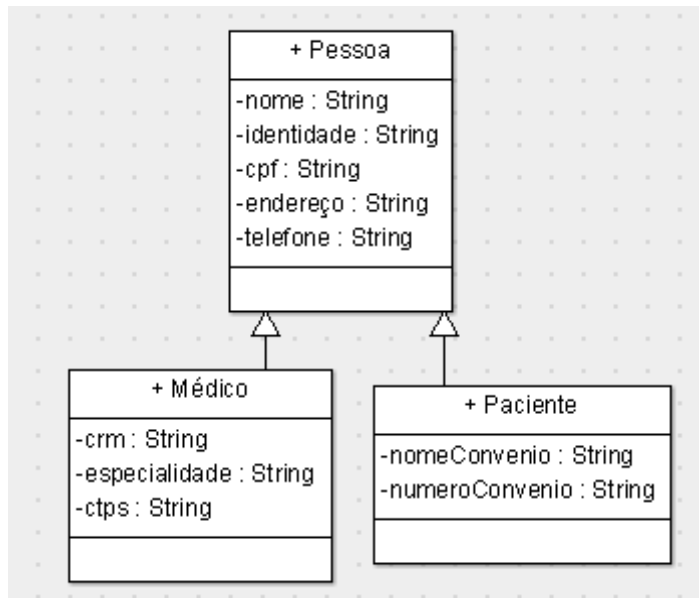 + Pessoa
-nome : String
-identidade : String
-cpf : String
-endereço : String
-telefone : String
+ Médico
-crm : String
-especialidade : String
-ctps : String
+ Paciente
-nomeConvenio : String
-numeroConvenio : String